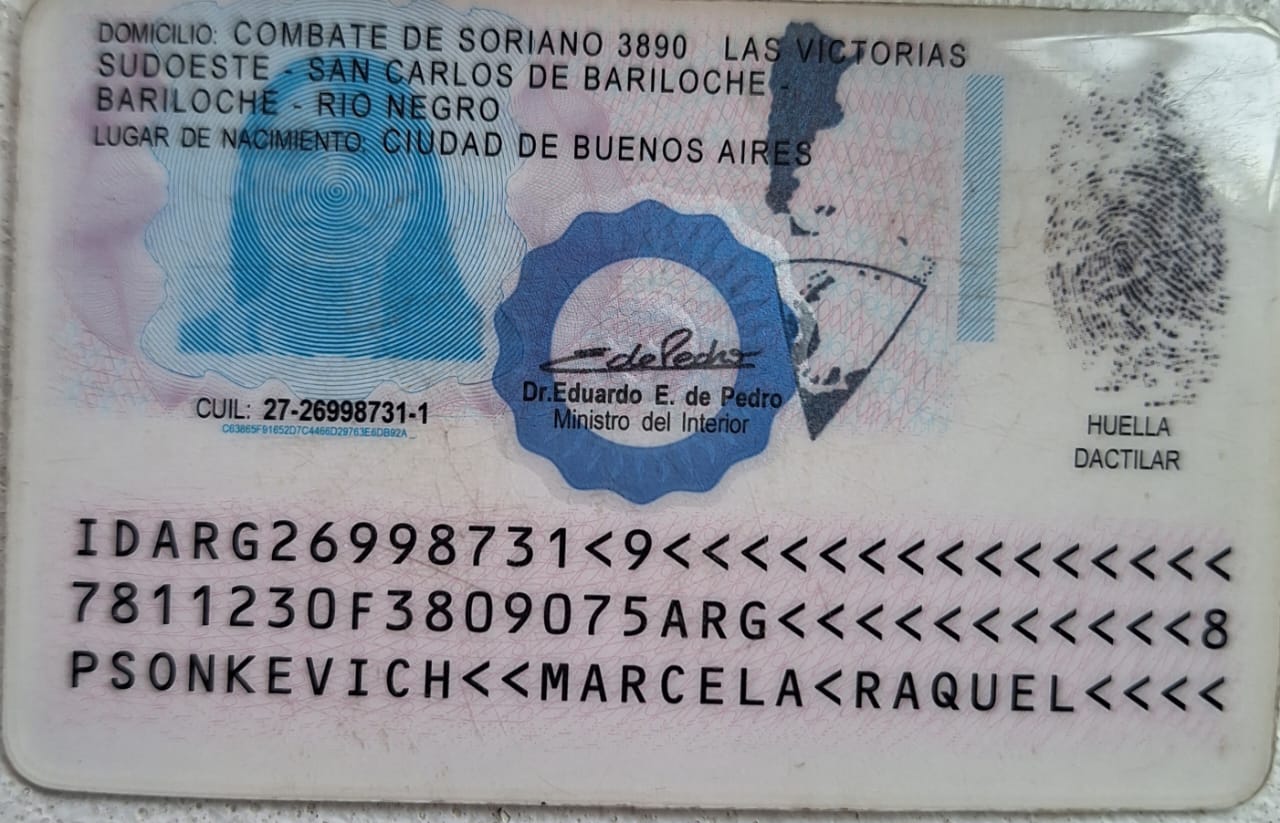 DOMICILIO: COMBATE DE SORIANO 3890 LAS VICTORIAS
SUDOESTE - SAN CARLOS DE BARILOCHE -
BARILOCHE - RIO NEGRO
LUGAR DE NACIMIENTO: CIUDAD DE BUENOS AIRES
E de Pedro
Dr.Eduardo E. de Pedro
Ministro del Interior
CUIL: 27-26998731-1
HUELLA
DACTILAR
IDARG26998731<9<<<<<<<<<<<<<<<
7811230F3809075ARG<<<<<<<<<<<8
PSONKEVICH<<MARCELA<RAQUEL<<<<